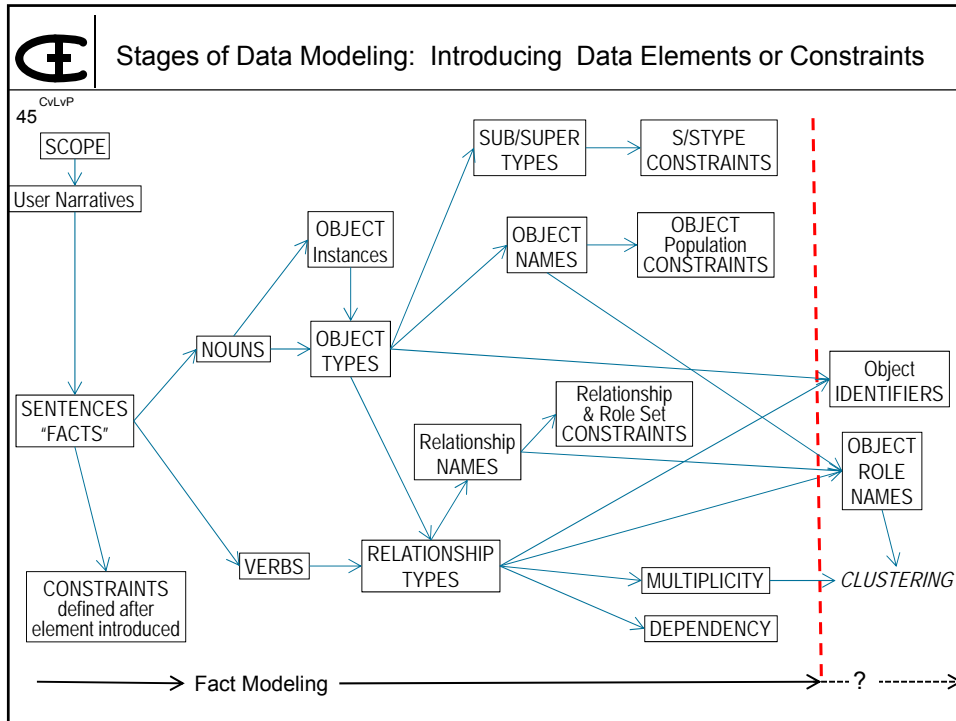 Stages of Data Modeling: Introducing Data Elements or Constraints
CvLvP
45
SCOPE
User Narratives
SENTENCES
"FACTS"
CONSTRAINTS
defined after
element introduced
NOUNS
VERBS
OBJECT
Instances
OBJECT
TYPES
RELATIONSHIP
TYPES
Relationship
NAMES
SUB/SUPER
TYPES
S/STYPE
CONSTRAINTS
OBJECT
NAMES
OBJECT
Population
CONSTRAINTS
Relationship
& Role Set
CONSTRAINTS
MULTIPLICITY
DEPENDENCY
Object
IDENTIFIERS
OBJECT
ROLE
NAMES
CLUSTERING
Fact Modeling
?